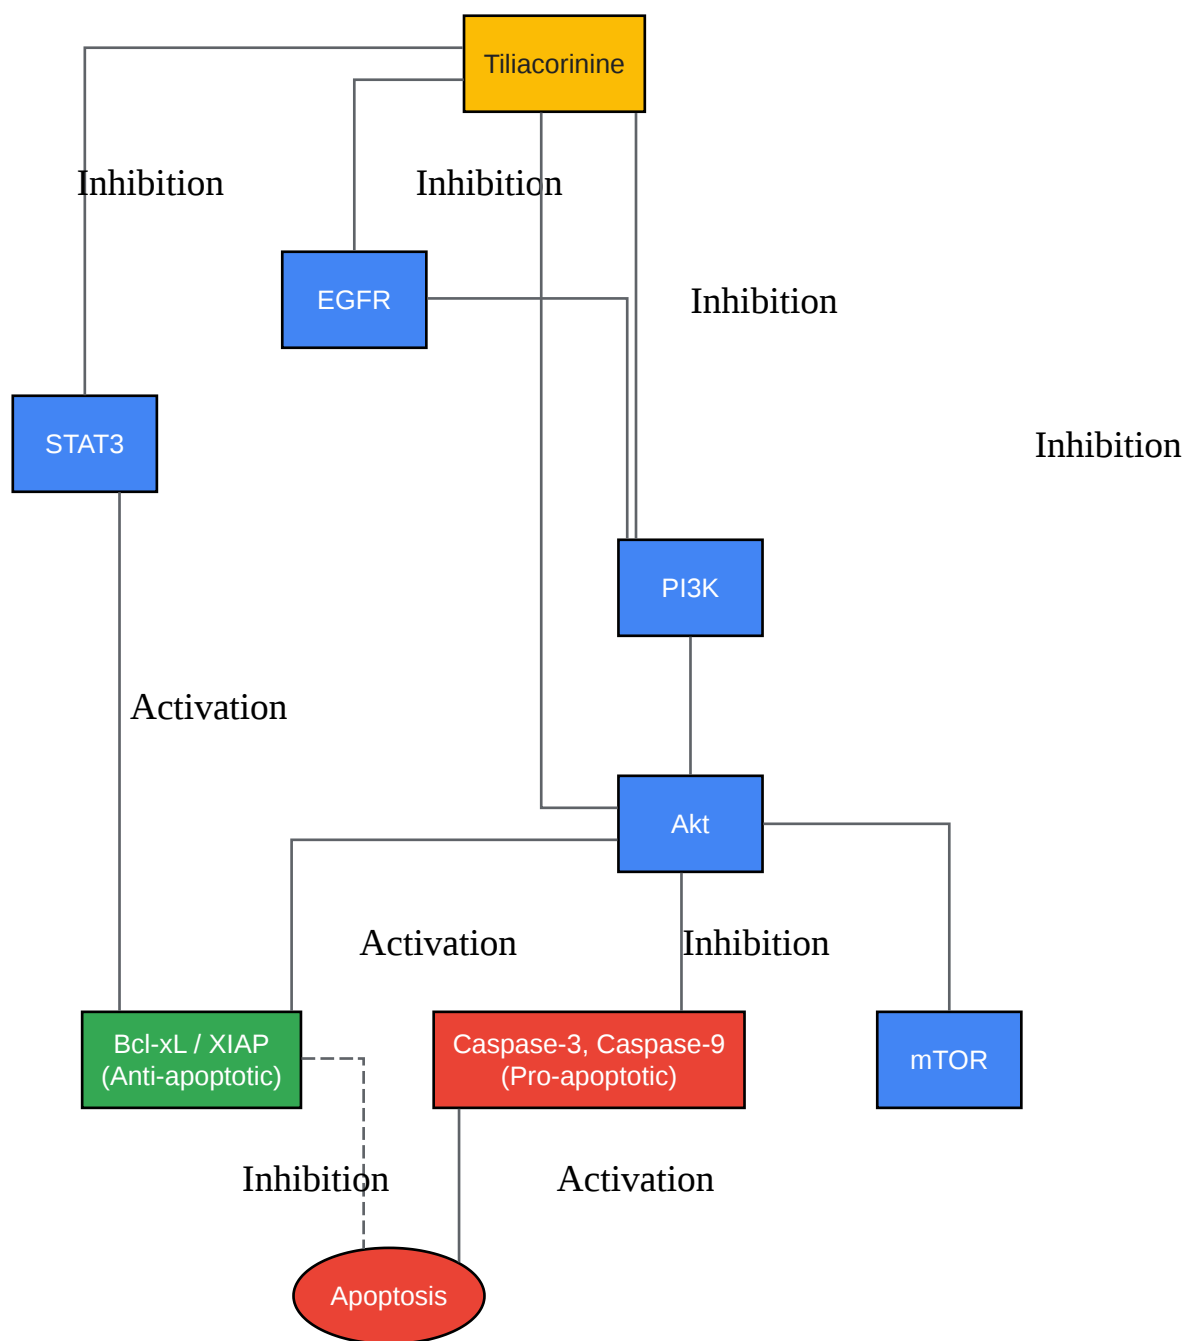 Tiliacorinine
Inhibition
Inhibition
EGFR
Inhibition
STAT3
Inhibition
PI3K
Activation
Akt
Activation
Inhibition
Bcl-xL / XIAP
(Anti-apoptotic)
Caspase-3, Caspase-9
(Pro-apoptotic)
mTOR
Inhibition
Activation
Apoptosis